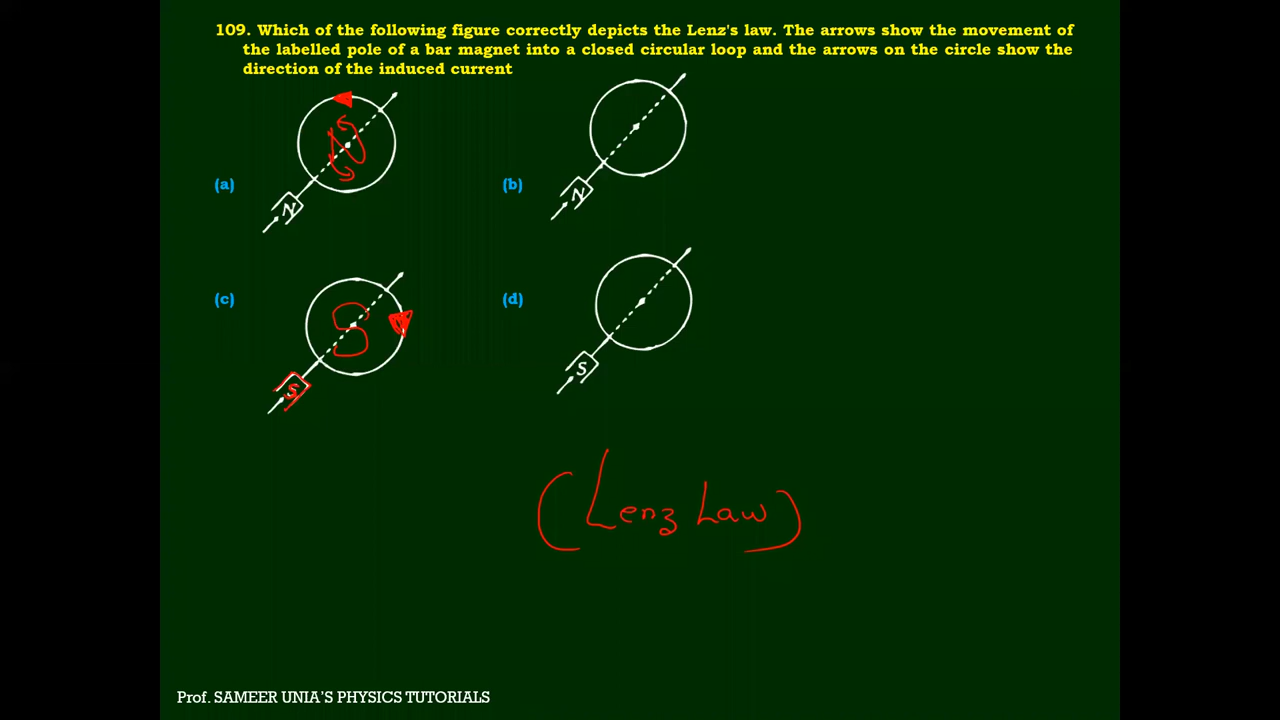 109. Which of the following figure correctly depicts the Lenz's law. The arrows show the movement of
the labelled pole of a bar magnet into a closed circular loop and the arrows on the circle show the
direction of the induced current
N
(a)
N
(b)
N
S
(c)
S
(d)
S
(Lenz Law)
Prof. SAMEER UNIA'S PHYSICS TUTORIALS